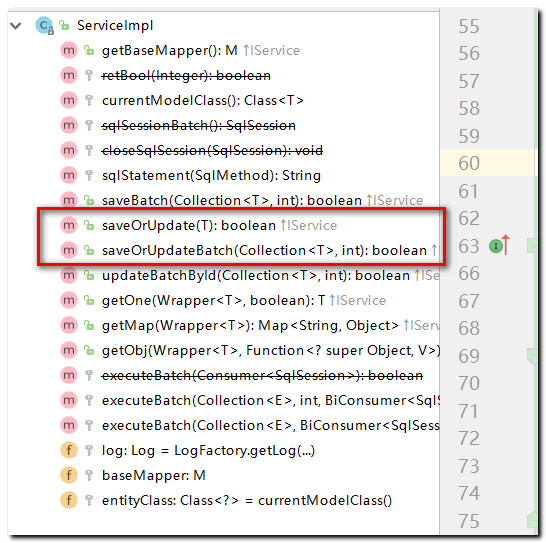 ServiceImpl
getBaseMapper(): M ↑IService
retBool(Integer): boolean
currentModelClass(): Class<T>
sqlSessionBatch(): SqlSession
closeSqlSession(SqlSession): void
sqlStatement(SqlMethod): String
saveBatch(Collection<T>, int): boolean ↑IService
saveOrUpdate(T): boolean ↑IService
saveOrUpdateBatch(Collection<T>, int): boolean ↑
updateBatchById(Collection<T>, int): boolean ↑IService
getOne(Wrapper<T>, boolean): T ↑IService
getMap(Wrapper<T>): Map<String, Object> ↑IService
getObj(Wrapper<T>, Function<? super Object, V>)
executeBatch(Consumer<SqlSession>): boolean
executeBatch(Collection<E>, int, BiConsumer<SqlS
executeBatch(Collection<E>, BiConsumer<SqlSess
log: Log = LogFactory.getLog(...)
baseMapper: M
entityClass: Class<?> = currentModelClass()
55
56
57
58
59
60
61
62
63
66
67
68
69
70
71
72
73
74
75